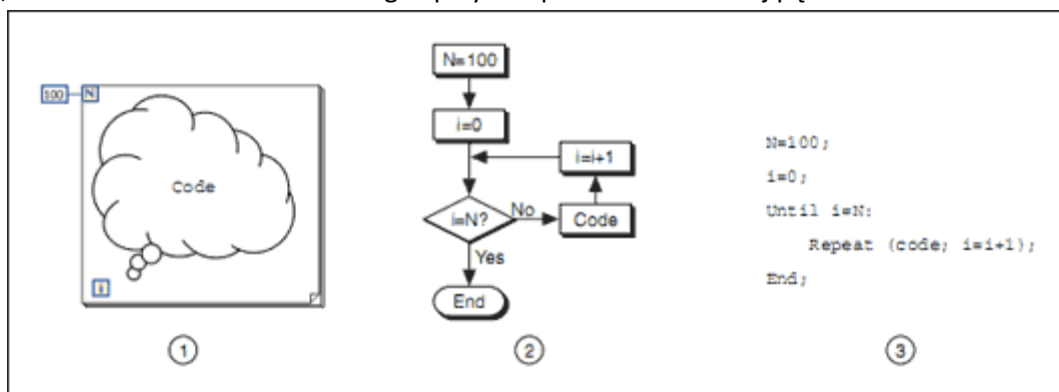 100 N
Code
i
1
N=100
i=0
i=i+1
i=N?
No
Code
Yes
End
2
N=100;
i=0;
Until i=N:
Repeat (code; i=i+1);
End;
3